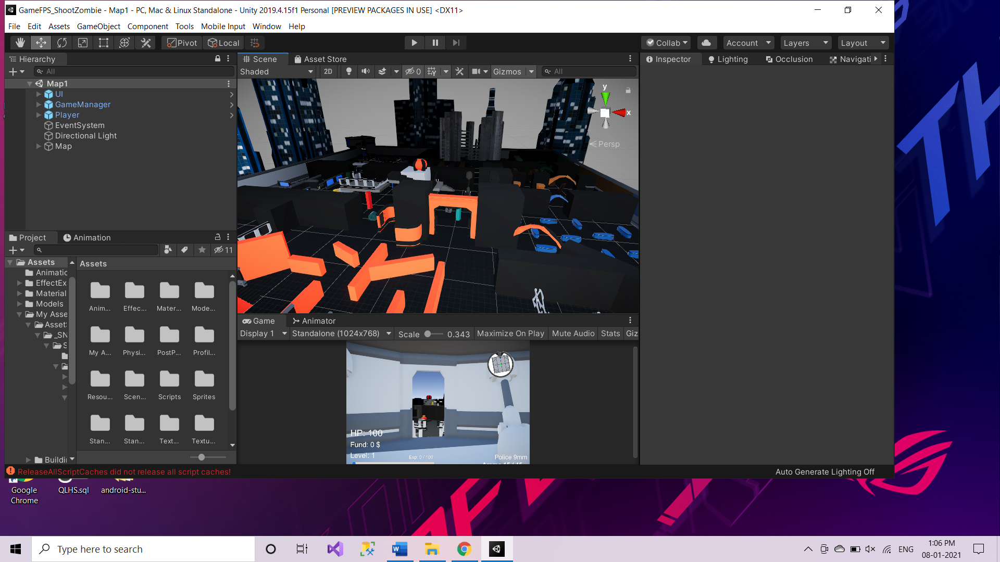 GameFPS_ShootZombie - Map1 - PC, Mac & Linux Standalone - Unity 2019.4.15f1 Personal [PREVIEW PACKAGES IN USE] <DX11>
File Edit Assets GameObject Component Tools Mobile Input Window Help
Pivot Local Collab Account Layers Layout
Hierarchy
All
Map1
UI
GameManager
Player
EventSystem
Directional Light
Map
Scene Asset Store
Shaded 2D 0 Gizmos All
y
x
Persp
Inspector Lighting Occlusion Navigati
Project Animation
11
Assets
Animatic
EffectEx
Material
Models
My Asse
Asset
_SN
S
Buildi
Assets
Anim... Effec... Mater... Mode...
My A... Physi... PostP... Profil...
Resou... Scen... Scripts Sprites
Stan... Stan... Text... Textu...
Game Animator
Display 1 Standalone (1024x768) Scale 0.343 Maximize On Play Mute Audio Stats Giz
HP: 100
Fund: 0 $
Level: 1
Exp: 0 / 100
Police 9mm
ReleaseAllScriptCaches did not release all script caches!
Auto Generate Lighting Off
Google Chrome
QLHS.sql
android-stu...
Type here to search
ENG
1:06 PM
08-01-2021